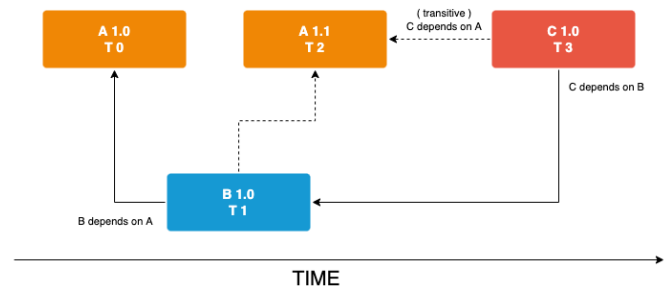 A 1.0
T 0
A 1.1
T 2
( transitive )
C depends on A
C 1.0
T 3
C depends on B
B 1.0
T 1
B depends on A
TIME